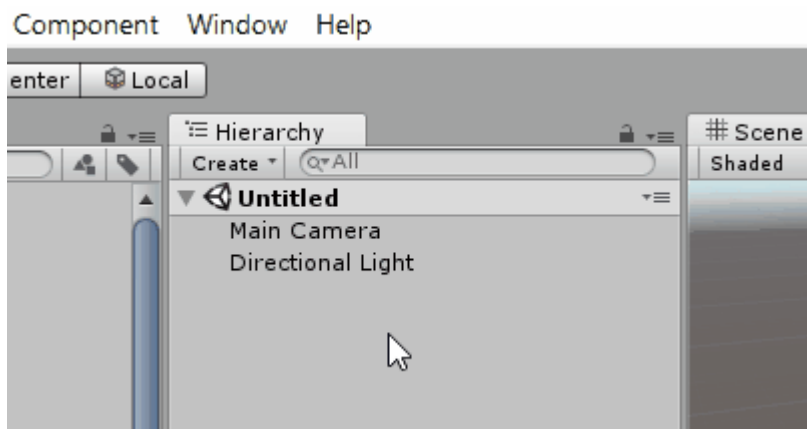 Component Window Help
enter Local
Hierarchy
Scene
Create All
Shaded
Untitled
Main Camera
Directional Light